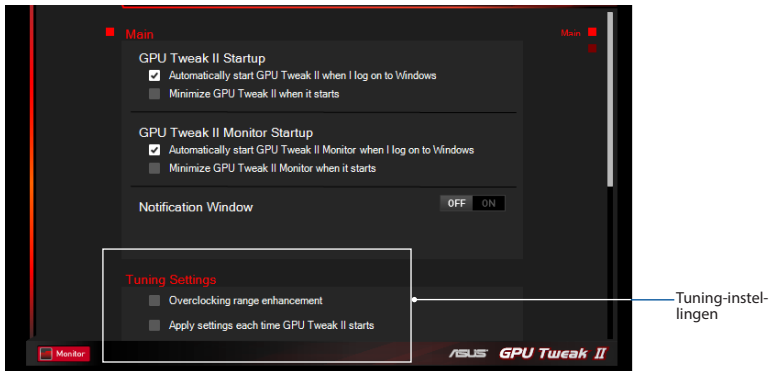 Main
Main
GPU Tweak II Startup
Automatically start GPU Tweak II when I log on to Windows
Minimize GPU Tweak II when it starts
GPU Tweak II Monitor Startup
Automatically start GPU Tweak II Monitor when I log on to Windows
Minimize GPU Tweak II Monitor when it starts
Notification Window
OFF ON
Tuning Settings
Overclocking range enhancement
Apply settings each time GPU Tweak II starts
Tuning-instel-
lingen
Monitor
ASUS GPU Tweak II